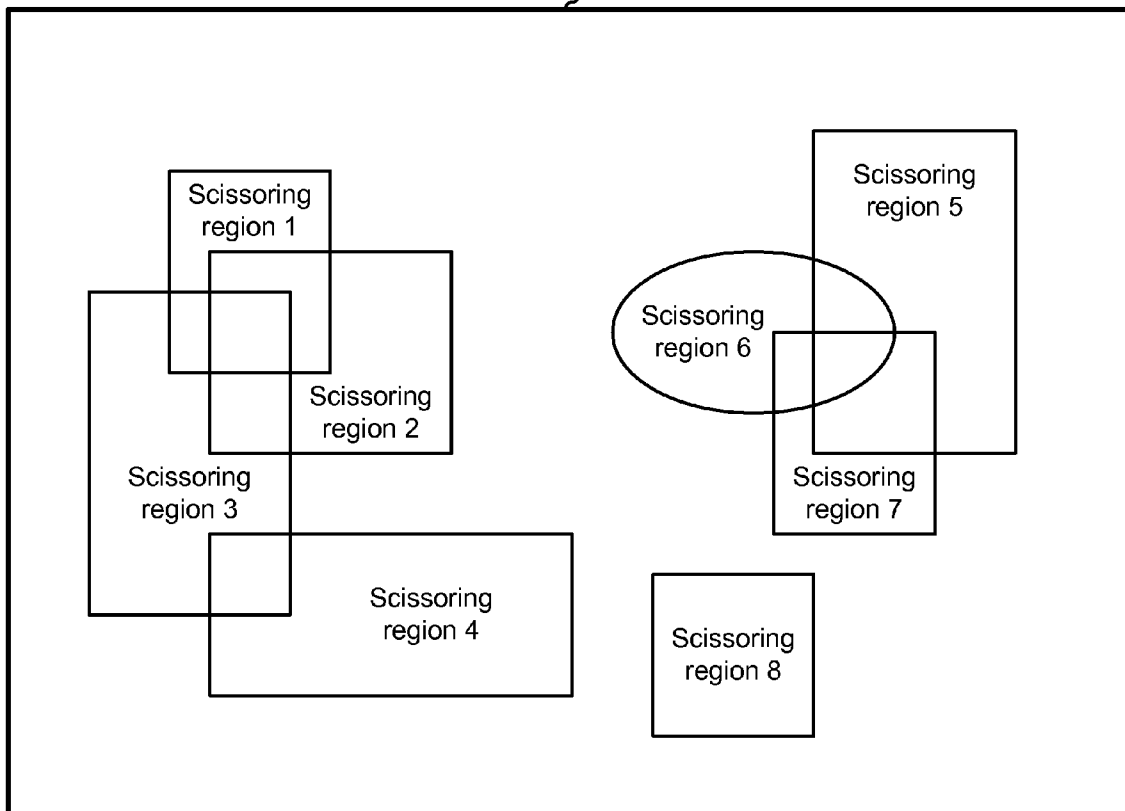 Scissoring
region 1
Scissoring
region 2
Scissoring
region 3
Scissoring
region 4
Scissoring
region 5
Scissoring
region 6
Scissoring
region 7
Scissoring
region 8